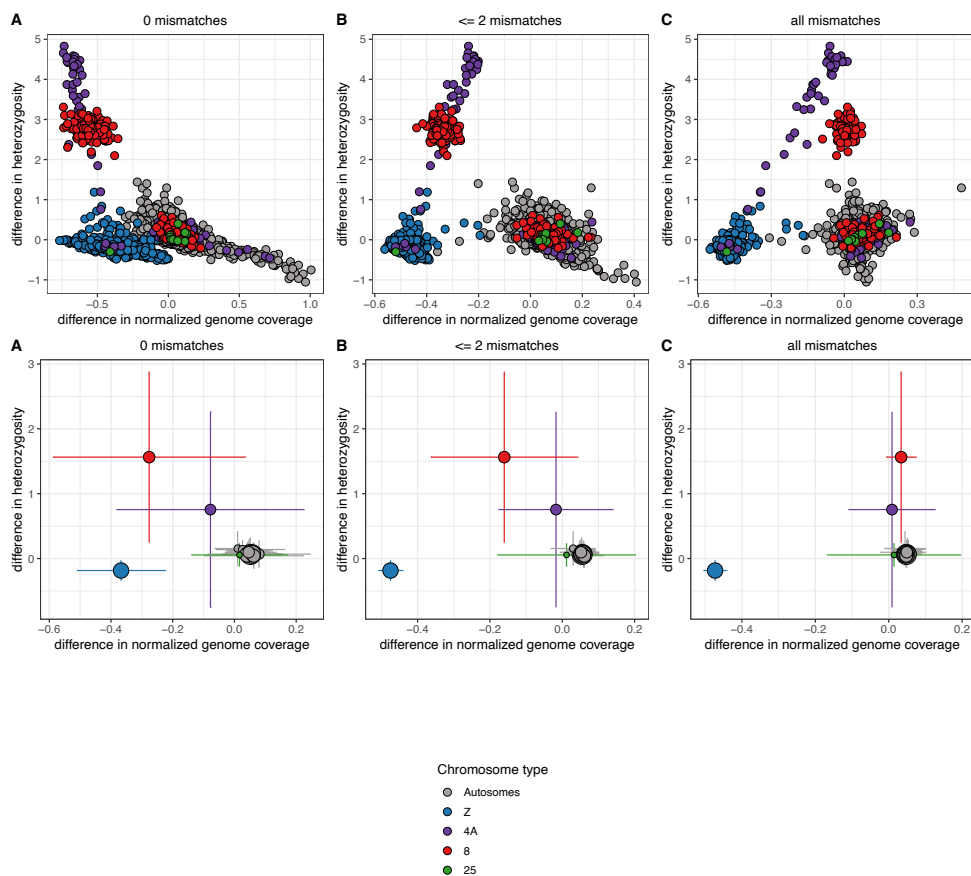 A 0 mismatches
B <= 2 mismatches
C all mismatches
difference in heterozygosity
5
4
3
2
1
0
−1
−0.5 0.0 0.5 1.0
difference in normalized genome coverage
difference in heterozygosity
5
4
3
2
1
0
−1
−0.6 −0.4 −0.2 0.0 0.2 0.4
difference in normalized genome coverage
difference in heterozygosity
5
4
3
2
1
0
−1
−0.6 −0.3 0.0 0.3
difference in normalized genome coverage
A 0 mismatches
B <= 2 mismatches
C all mismatches
difference in heterozygosity
3
2
1
0
−0.6 −0.4 −0.2 0.0 0.2
difference in normalized genome coverage
difference in heterozygosity
3
2
1
0
−0.4 −0.2 0.0 0.2
difference in normalized genome coverage
difference in heterozygosity
3
2
1
0
−0.4 −0.2 0.0 0.2
difference in normalized genome coverage
Chromosome type
Autosomes
Z
4A
8
25